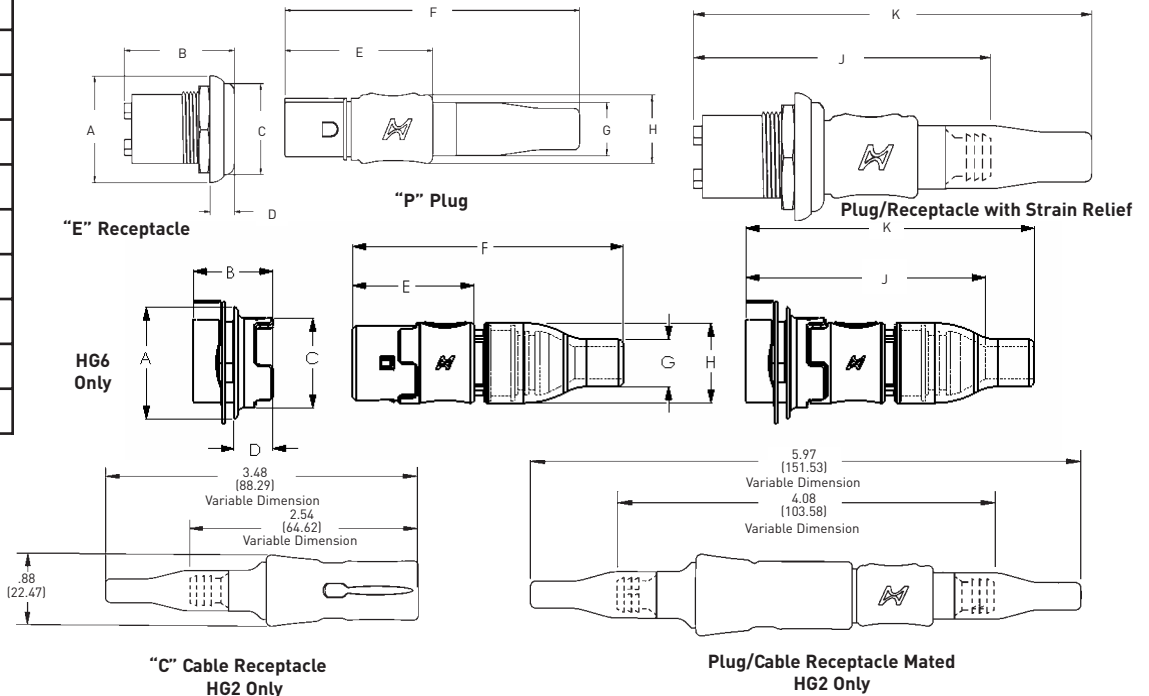 F
K
B
E
J
A
C
G
H
D
“P” Plug
“E” Receptacle
Plug/Receptacle with Strain Relief
F
K
B
E
J
HG6
Only
A
C
G
H
D
3.48
(88.29)
Variable Dimension
2.54
(64.62)
Variable Dimension
.88
(22.47)
5.97
(151.53)
Variable Dimension
4.08
(103.58)
Variable Dimension
“C” Cable Receptacle
HG2 Only
Plug/Cable Receptacle Mated
HG2 Only